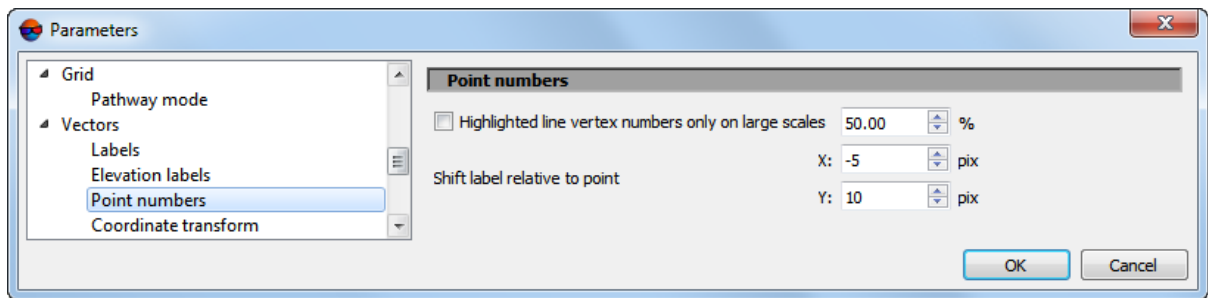 Parameters
Grid
Pathway mode
Vectors
Labels
Elevation labels
Point numbers
Coordinate transform
Point numbers
Highlighted line vertex numbers only on large scales 50.00 %
X: -5 pix
Shift label relative to point
Y: 10 pix
OK Cancel